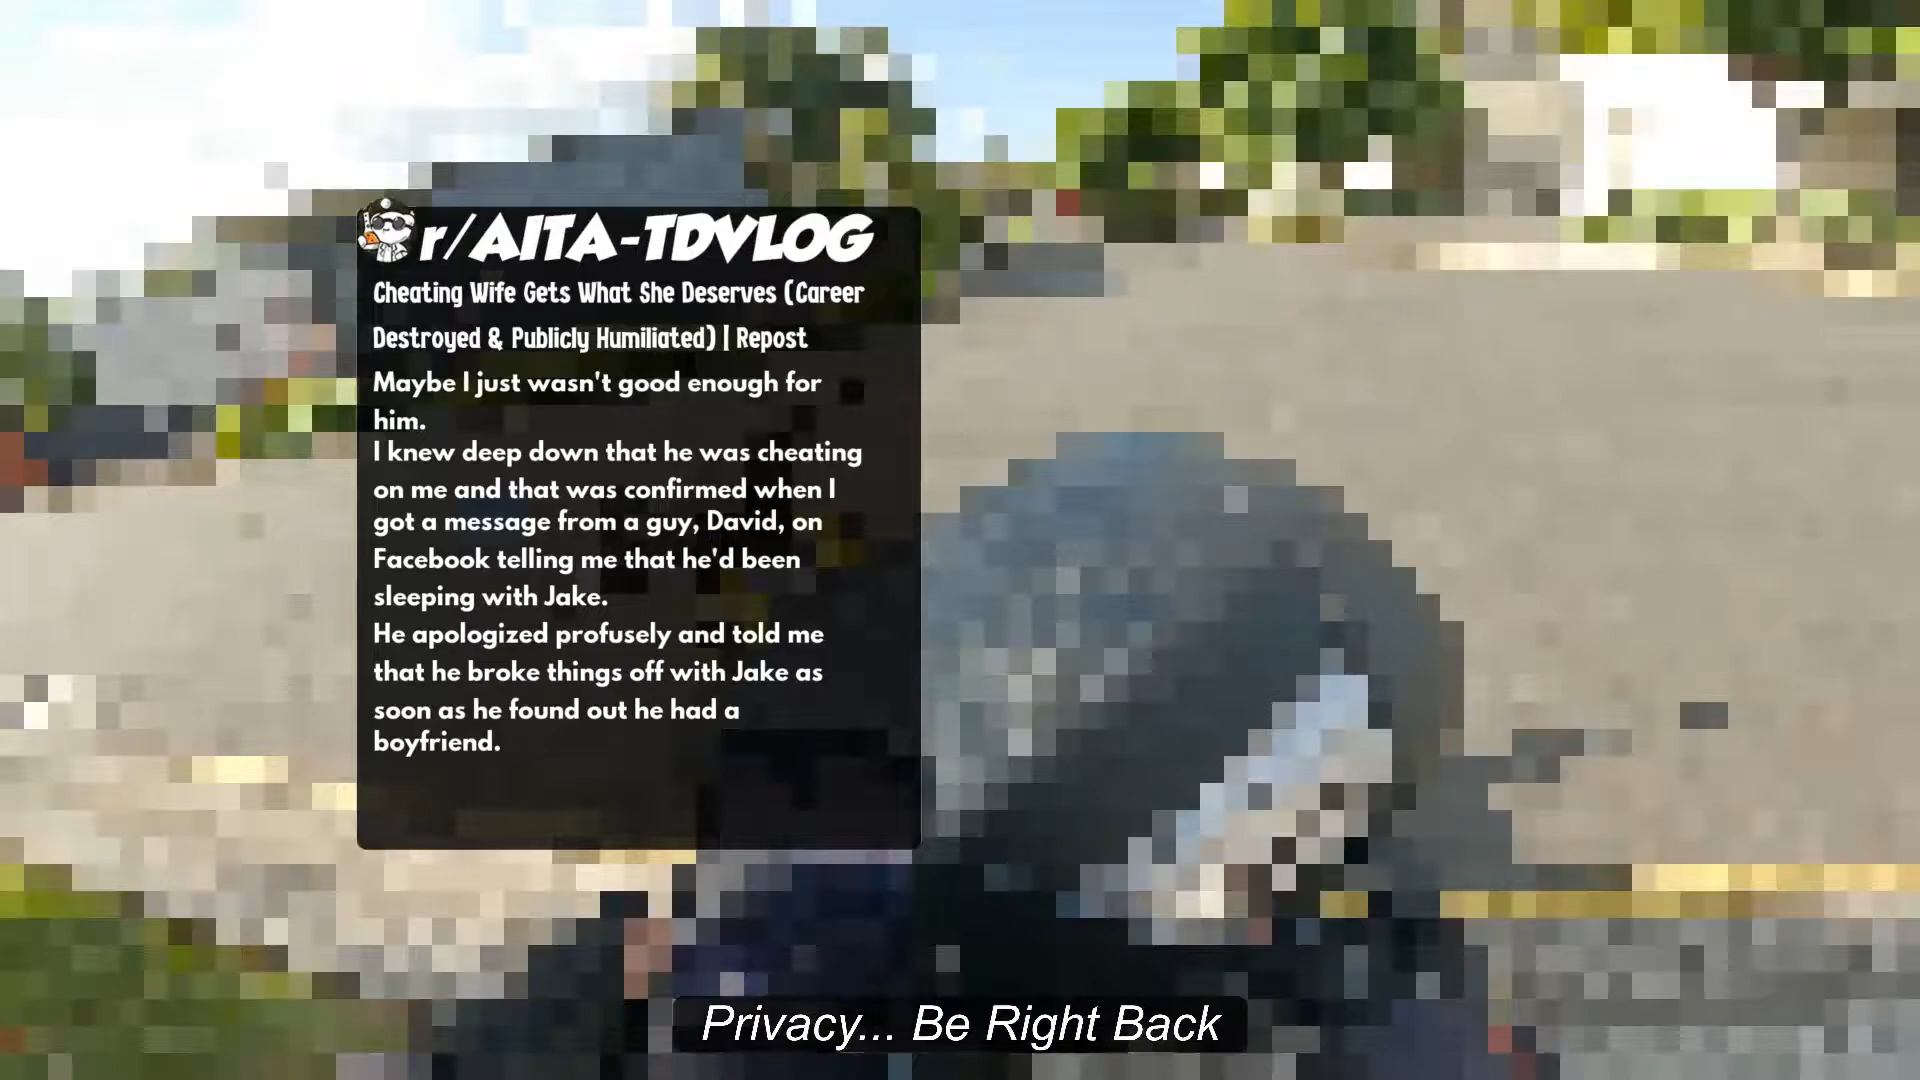 r/AITA-TDVLOG
Cheating Wife Gets What She Deserves (Career
Destroyed & Publicly Humiliated) | Repost
Maybe I just wasn't good enough for
him.
I knew deep down that he was cheating
on me and that was confirmed when I
got a message from a guy, David, on
Facebook telling me that he'd been
sleeping with Jake.
He apologized profusely and told me
that he broke things off with Jake as
soon as he found out he had a
boyfriend.
Privacy... Be Right Back